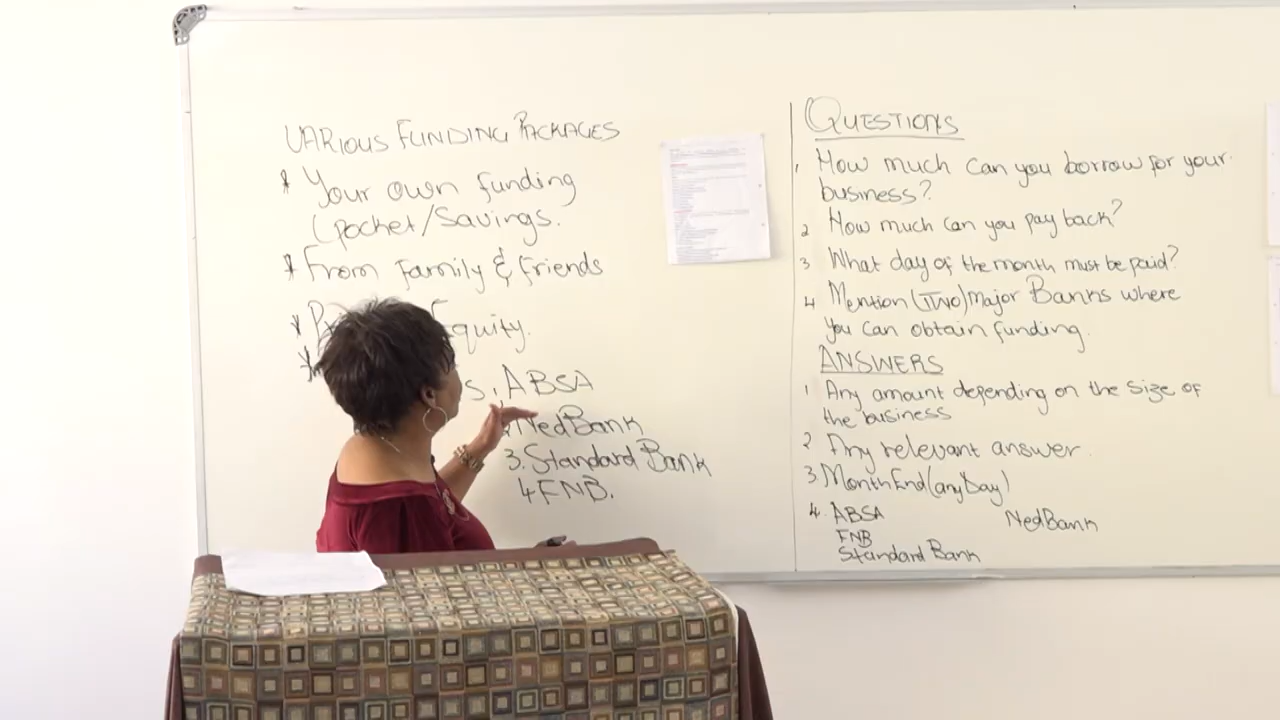 VARIOUS FUNDING PACKAGES
* Your own funding
(pocket/savings.
* From family & friends
* Equity.
* s 1. ABSA
2. NedBank
3. Standard Bank
4 FNB.
QUESTIONS
1 How much can you borrow for your
business?
2 How much can you pay back?
3 What day of the month must be paid?
4 Mention (TWO) Major Banks where
you can obtain funding.
ANSWERS
1 Any amount depending on the size of
the business
2 Any relevant answer.
3. Month End (any Day)
4. ABSA NedBank
FNB
Standard Bank